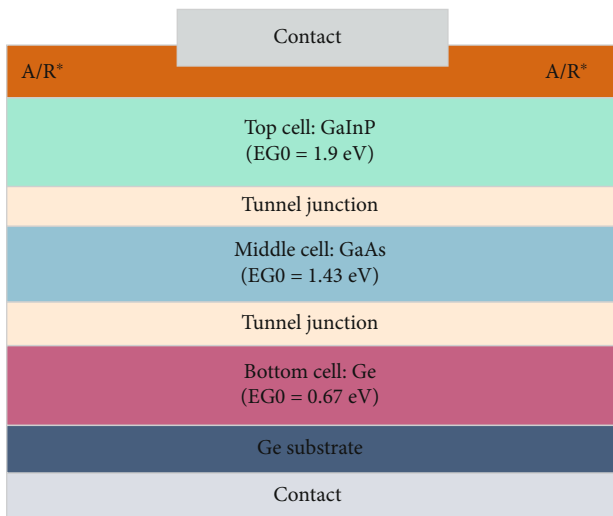 Contact
A/R* A/R*
Top cell: GaInP
(EG0 = 1.9 eV)
Tunnel junction
Middle cell: GaAs
(EG0 = 1.43 eV)
Tunnel junction
Bottom cell: Ge
(EG0 = 0.67 eV)
Ge substrate
Contact